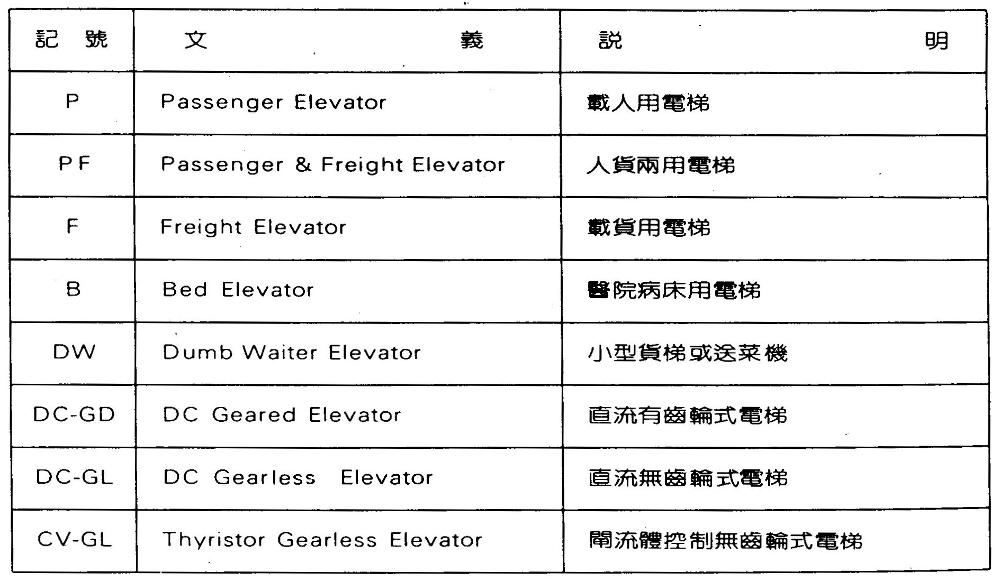 記號 文義 説明
P Passenger Elevator 載人用電梯
PF Passenger & Freight Elevator 人貨兩用電梯
F Freight Elevator 載貨用電梯
B Bed Elevator 醫院病床用電梯
DW Dumb Waiter Elevator 小型貨梯或送菜機
DC-GD DC Geared Elevator 直流有齒輪式電梯
DC-GL DC Gearless Elevator 直流無齒輪式電梯
CV-GL Thyristor Gearless Elevator 閘流體控制無齒輪式電梯